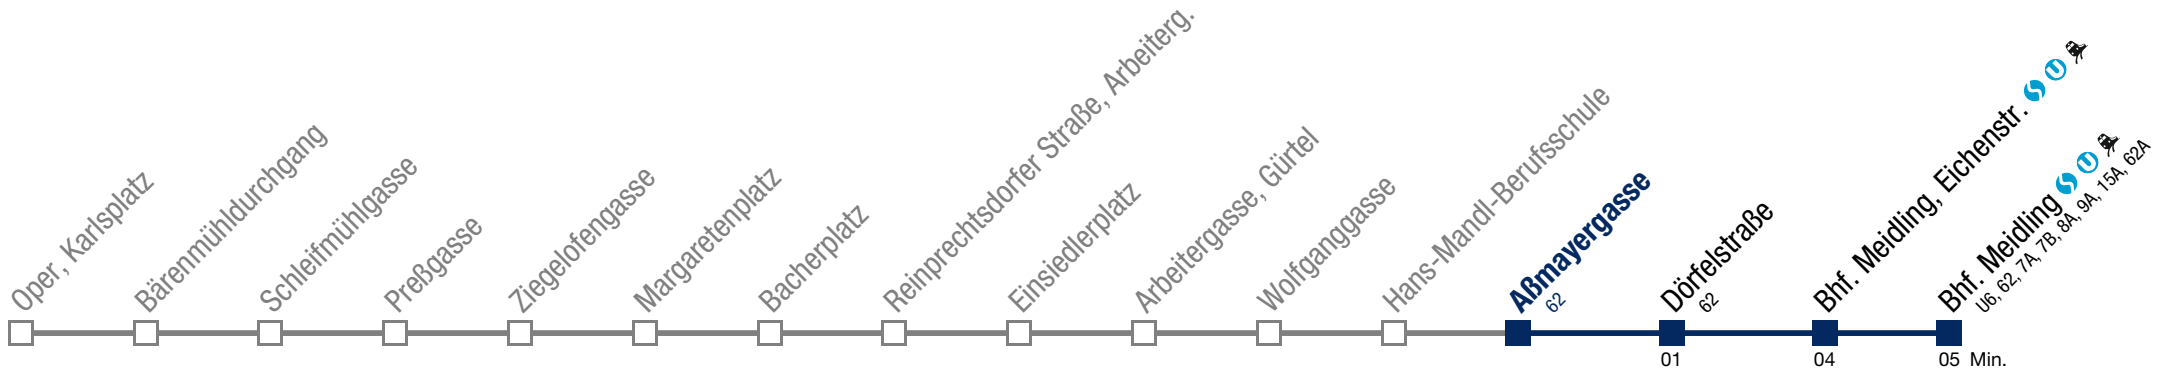 Oper, Karlsplatz
Bärenmühldurchgang
Schleifmühlgasse
Preßgasse
Ziegelofengasse
Margaretenplatz
Bacherplatz
Reinprechtsdorfer Straße, Arbeiterg.
Einsiedlerplatz
Arbeitergasse, Gürtel
Wolfganggasse
Hans-Mandl-Berufsschule
Aßmayergasse
62
Dörfelstraße
62
Bhf. Meidling, Eichenstr. S U
Bhf. Meidling S U
U6, 62, 7A, 7B, 8A, 9A, 15A, 62A
01
04
05 Min.